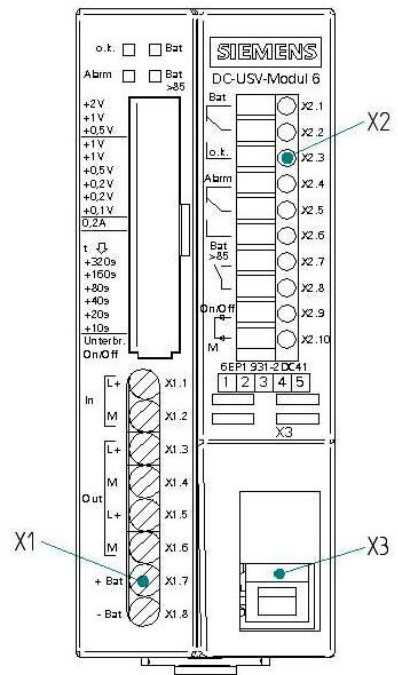 o.k. Bat
Alarm Bat
>85
+2V
+1V
+0,5V
+1V
+1V
+0,5V
+0,2V
+0,2V
+0,1V
0,2A
t
+320s
+160s
+80s
+40s
+20s
+10s
Unterbr.
On/Off
In
L+ X1.1
M X1.2
Out
L+ X1.3
M X1.4
L+ X1.5
M X1.6
+ Bat X1.7
- Bat X1.8
X1
SIEMENS
DC-USV-Modul 6
Bat
X2.1
X2.2
o.k. X2.3
X2
Alarm X2.4
X2.5
X2.6
Bat
>85
X2.7
X2.8
On/Off X2.9
M X2.10
6EP1 931-2DC41
1 2 3 4 5
X3
X3